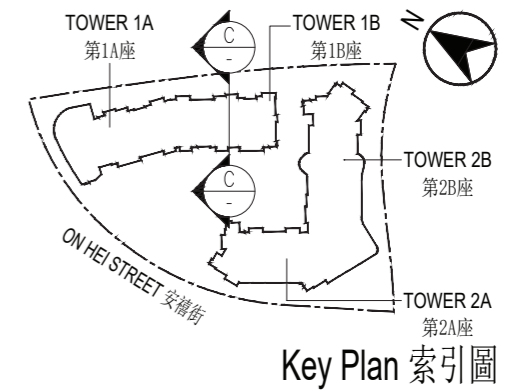 TOWER 1A
第1A座
C
-
TOWER 1B
第1B座
N
TOWER 2B
第2B座
C
-
ON HEI STREET 安禧街
TOWER 2A
第2A座
Key Plan 索引圖